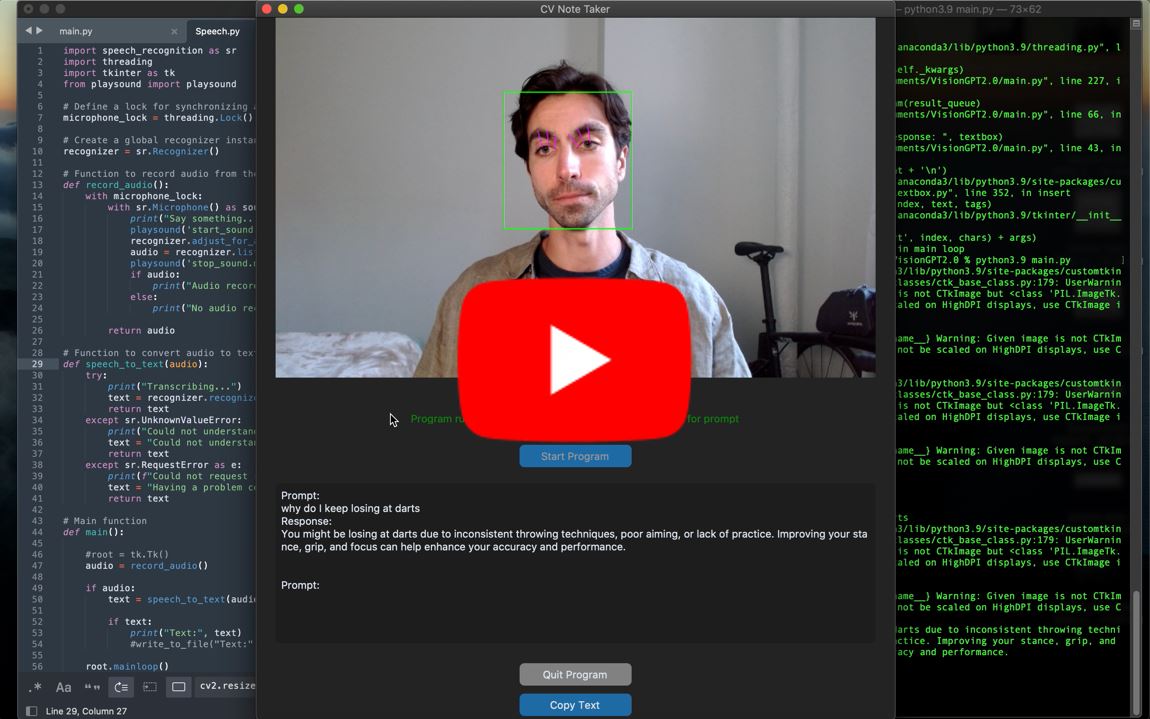 CV Note Taker
– python3.9 main.py — 73×62
main.py
Speech.py
1 import speech_recognition as sr
2 import threading
3 import tkinter as tk
4 from playsound import playsound
5
6 # Define a lock for synchronizing
7 microphone_lock = threading.Lock()
8
9 # Create a global recognizer insta
10 recognizer = sr.Recognizer()
11
12 # Function to record audio from the
13 def record_audio():
14 with microphone_lock:
15 with sr.Microphone() as sou
16 print("Say something..
17 playsound('start_sound
18 recognizer.adjust_for_a
19 audio = recognizer.lis
20 playsound('stop_sound.
21 if audio:
22 print("Audio recor
23 else:
24 print("No audio re
25
26 return audio
27
28 # Function to convert audio to tex
29 def speech_to_text(audio):
30 try:
31 print("Transcribing...")
32 text = recognizer.recogniz
33 return text
34 except sr.UnknownValueError:
35 print("Could not understan
36 text = "Could not understa
37 return text
38 except sr.RequestError as e:
39 print(f"Could not request
40 text = "Having a problem c
41 return text
42
43 # Main function
44 def main():
45
46 #root = tk.Tk()
47 audio = record_audio()
48
49 if audio:
50 text = speech_to_text(audi
51
52 if text:
53 print("Text:", text)
54 #write_to_file("Text:"
55
56 root.mainloop()
.* Aa “” cv2.resize
Line 29, Column 27
Program ru
for prompt
Start Program
Prompt:
why do I keep losing at darts
Response:
You might be losing at darts due to inconsistent throwing techniques, poor aiming, or lack of practice. Improving your sta
nce, grip, and focus can help enhance your accuracy and performance.
Prompt:
Quit Program
Copy Text
anaconda3/lib/python3.9/threading.py", l
elf._kwargs)
ments/VisionGPT2.0/main.py", line 227, i
am(result_queue)
ments/VisionGPT2.0/main.py", line 66, in
esponse: ", textbox)
ments/VisionGPT2.0/main.py", line 43, in
t + '\n')
anaconda3/lib/python3.9/site-packages/cu
extbox.py", line 352, in insert
ndex, text, tags)
anaconda3/lib/python3.9/tkinter/__init__
t', index, chars) + args)
in main loop
VisionGPT2.0 % python3.9 main.py ]
3/lib/python3.9/site-packages/customtkin
lasses/ctk_base_class.py:179: UserWarnin
is not CTkImage but <class 'PIL.ImageTk.
aled on HighDPI displays, use CTkImage i
ame__} Warning: Given image is not CTkIm
not be scaled on HighDPI displays, use C
3/lib/python3.9/site-packages/customtkin
lasses/ctk_base_class.py:179: UserWarnin
is not CTkImage but <class 'PIL.ImageTk.
aled on HighDPI displays, use CTkImage i
ame__} Warning: Given image is not CTkIm
not be scaled on HighDPI displays, use C
ts
3/lib/python3.9/site-packages/customtkin
lasses/ctk_base_class.py:179: UserWarnin
is not CTkImage but <class 'PIL.ImageTk.
aled on HighDPI displays, use CTkImage i
ame__} Warning: Given image is not CTkIm
not be scaled on HighDPI displays, use C
darts due to inconsistent throwing techni
ctice. Improving your stance, grip, and
acy and performance.